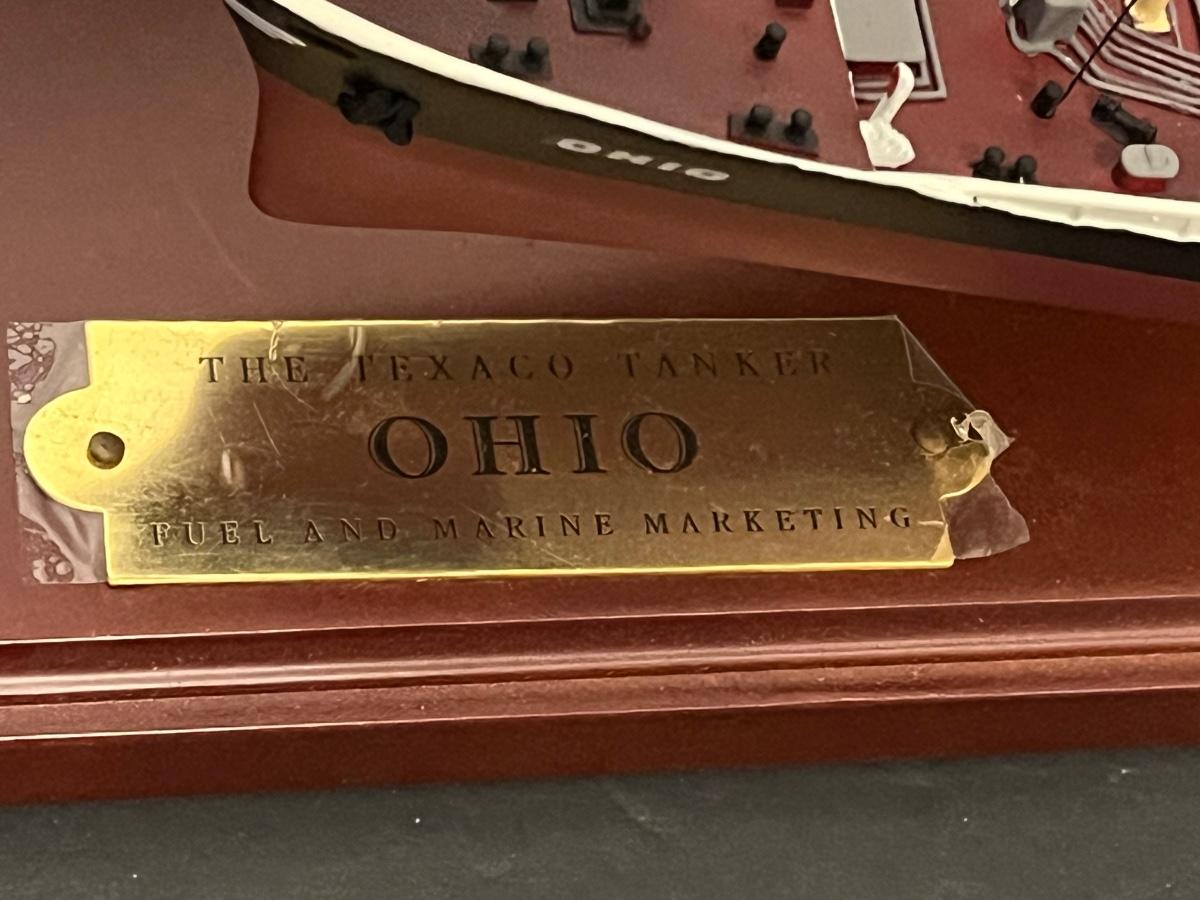 OHIO
THE TEXACO TANKER
OHIO
FUEL AND MARINE MARKETING